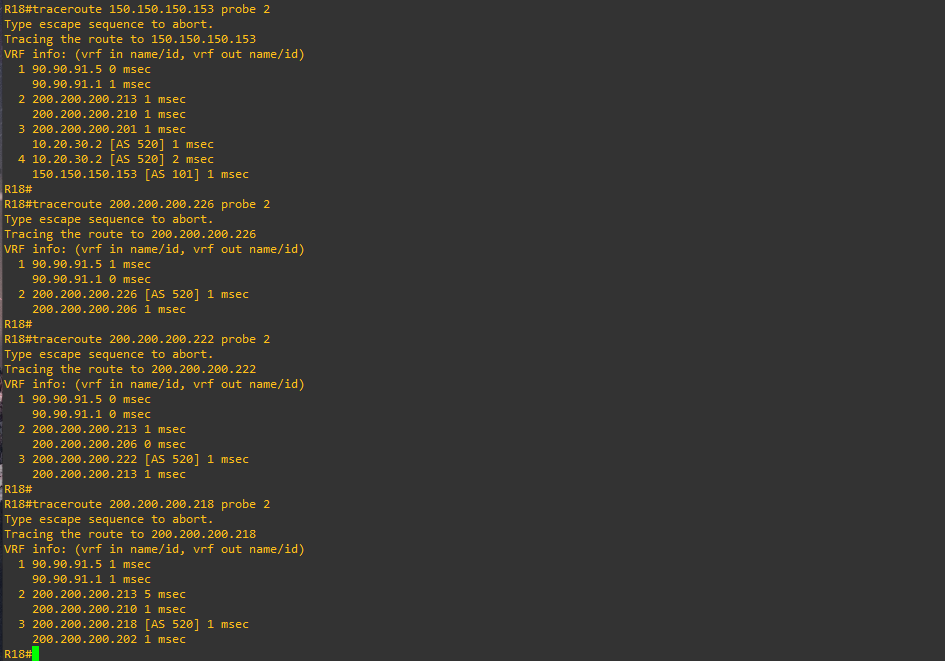 R18#traceroute 150.150.150.153 probe 2
Type escape sequence to abort.
Tracing the route to 150.150.150.153
VRF info: (vrf in name/id, vrf out name/id)
  1 90.90.91.5 0 msec
    90.90.91.1 1 msec
  2 200.200.200.213 1 msec
    200.200.200.210 1 msec
  3 200.200.200.201 1 msec
    10.20.30.2 [AS 520] 1 msec
  4 10.20.30.2 [AS 520] 2 msec
    150.150.150.153 [AS 101] 1 msec
R18#
R18#traceroute 200.200.200.226 probe 2
Type escape sequence to abort.
Tracing the route to 200.200.200.226
VRF info: (vrf in name/id, vrf out name/id)
  1 90.90.91.5 1 msec
    90.90.91.1 0 msec
  2 200.200.200.226 [AS 520] 1 msec
    200.200.200.206 1 msec
R18#
R18#traceroute 200.200.200.222 probe 2
Type escape sequence to abort.
Tracing the route to 200.200.200.222
VRF info: (vrf in name/id, vrf out name/id)
  1 90.90.91.5 0 msec
    90.90.91.1 0 msec
  2 200.200.200.213 1 msec
    200.200.200.206 0 msec
  3 200.200.200.222 [AS 520] 1 msec
    200.200.200.213 1 msec
R18#
R18#traceroute 200.200.200.218 probe 2
Type escape sequence to abort.
Tracing the route to 200.200.200.218
VRF info: (vrf in name/id, vrf out name/id)
  1 90.90.91.5 1 msec
    90.90.91.1 1 msec
  2 200.200.200.213 5 msec
    200.200.200.210 1 msec
  3 200.200.200.218 [AS 520] 1 msec
    200.200.200.202 1 msec
R18#